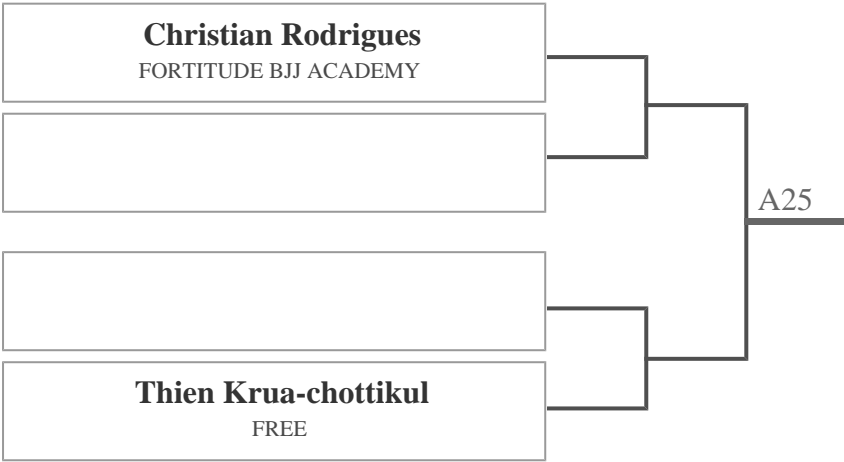 Christian Rodrigues
FORTITUDE BJJ ACADEMY
A25
Thien Krua-chottikul
FREE